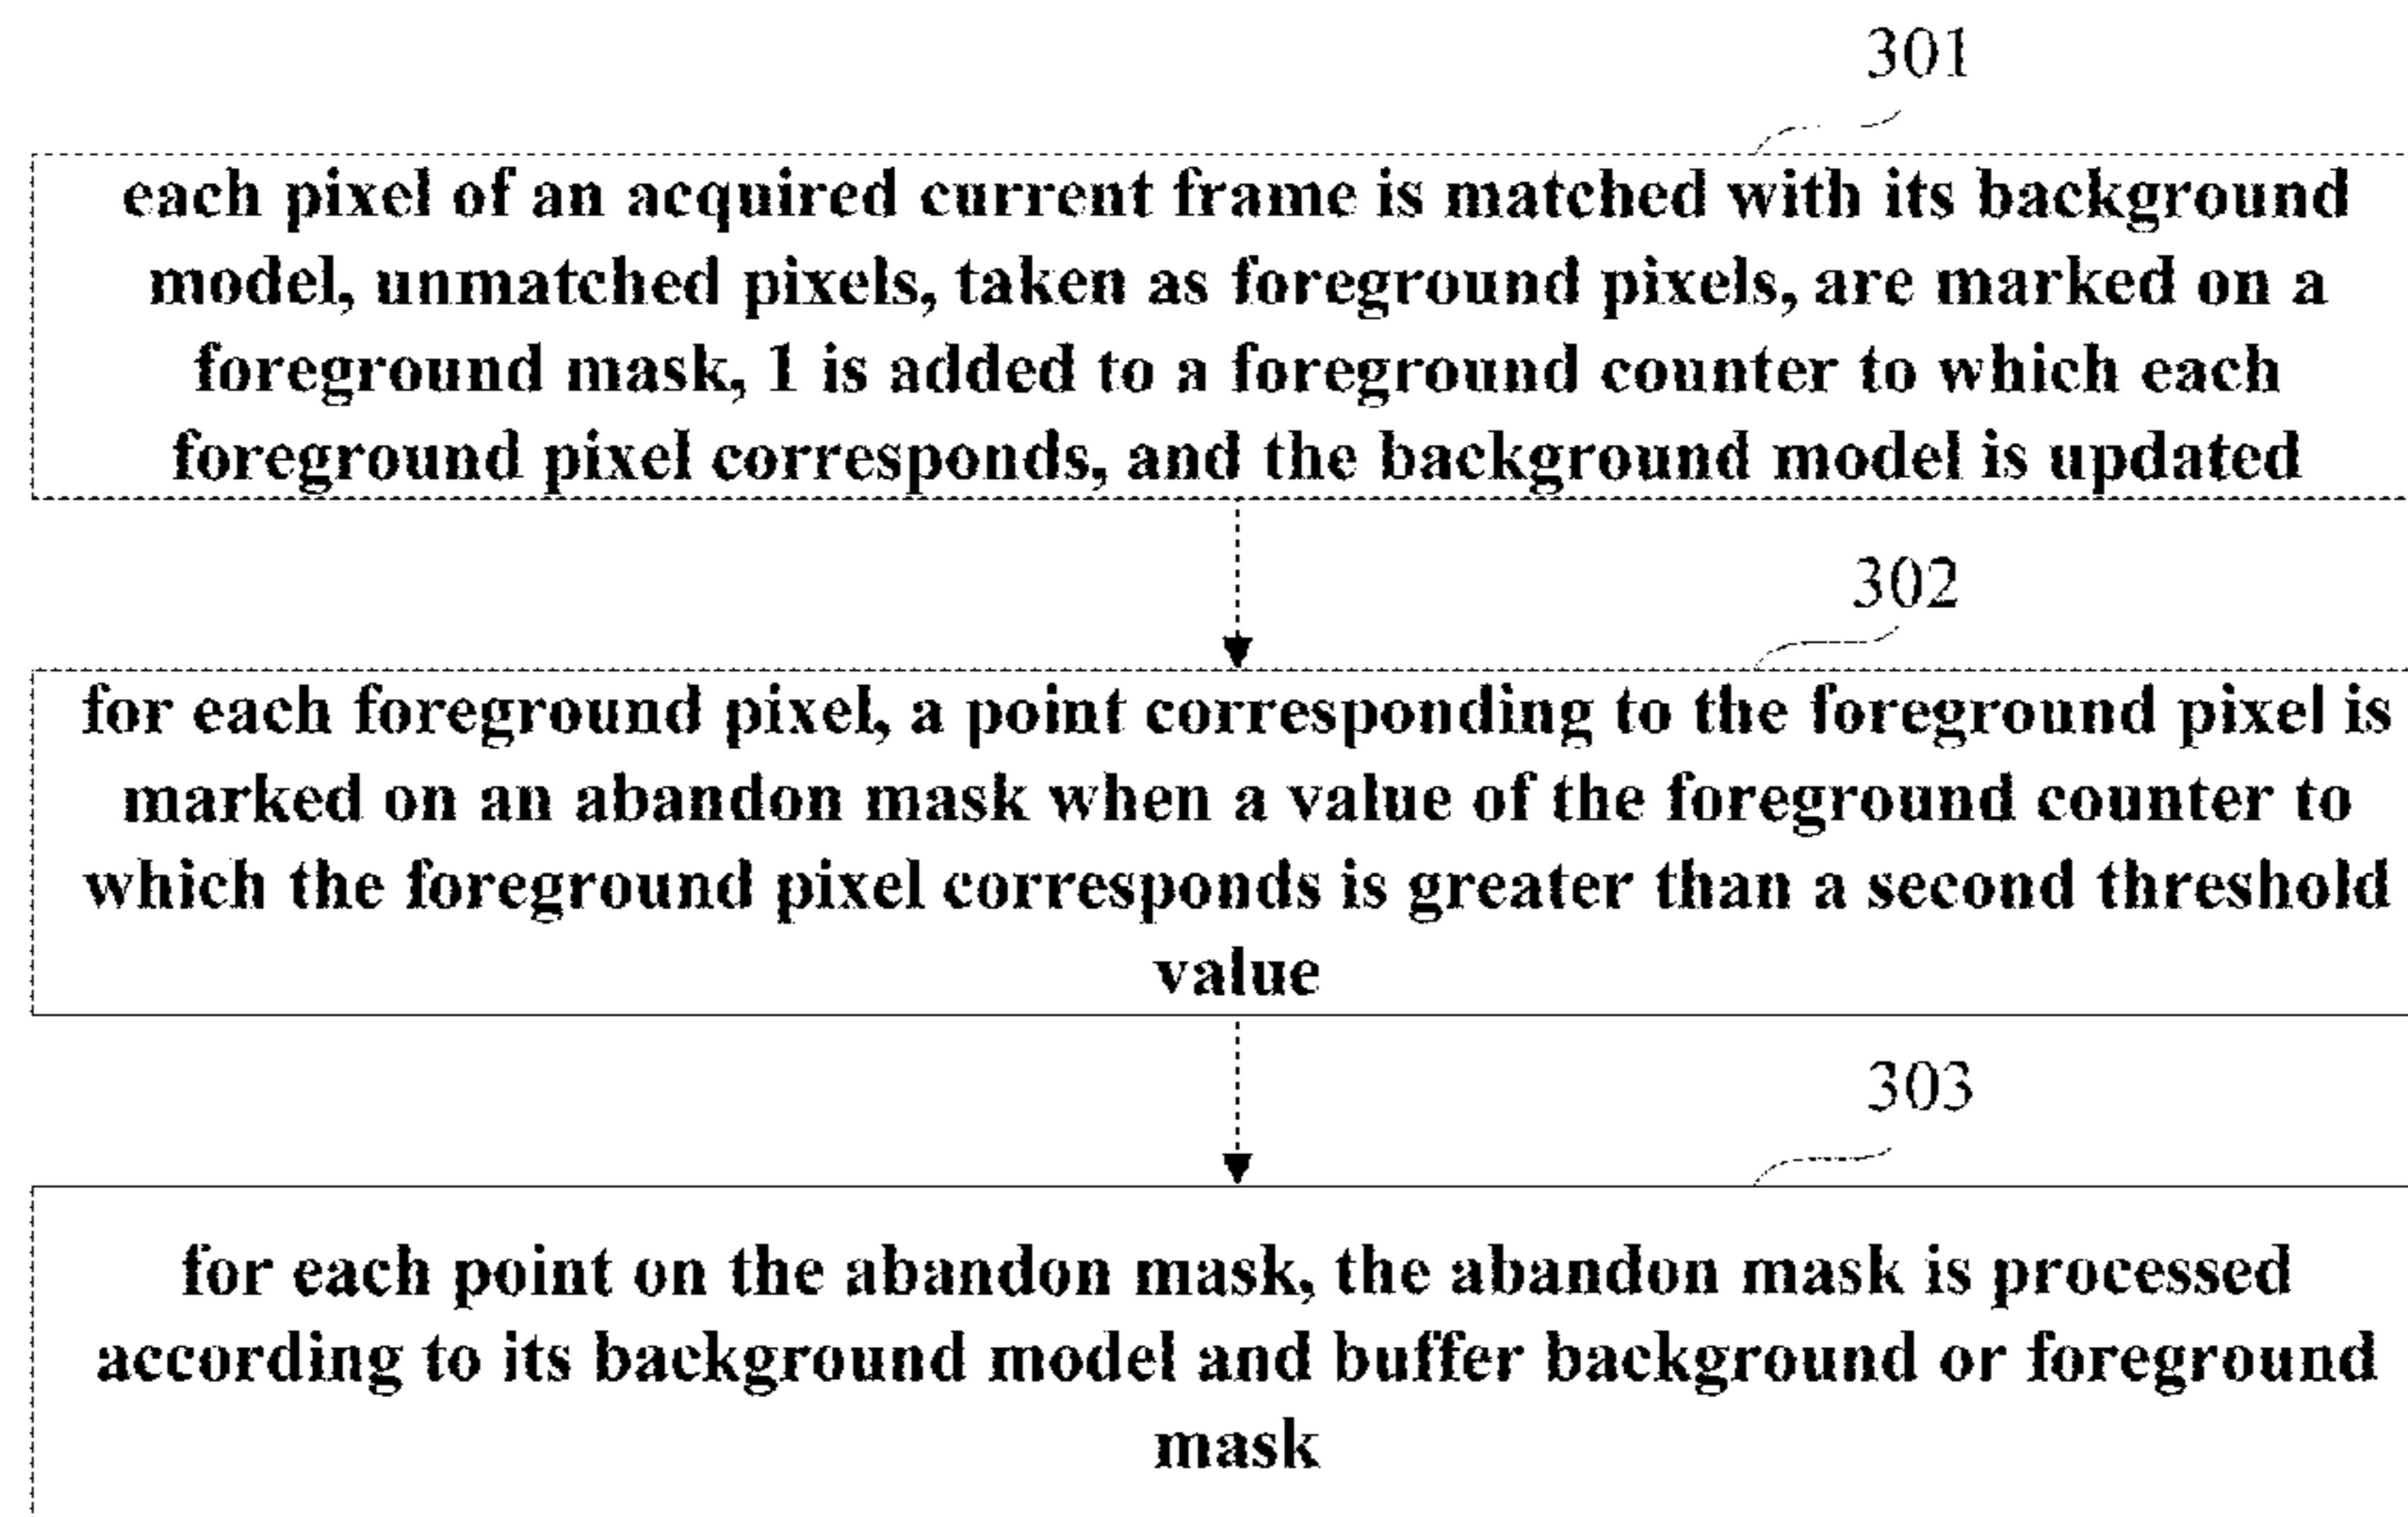 301
each pixel of an acquired current frame is matched with its background
model, unmatched pixels, taken as foreground pixels, are marked on a
foreground mask, 1 is added to a foreground counter to which each
foreground pixel corresponds, and the background model is updated
302
for each foreground pixel, a point corresponding to the foreground pixel is
marked on an abandon mask when a value of the foreground counter to
which the foreground pixel corresponds is greater than a second threshold
value
303
for each point on the abandon mask, the abandon mask is processed
according to its background model and buffer background or foreground
mask